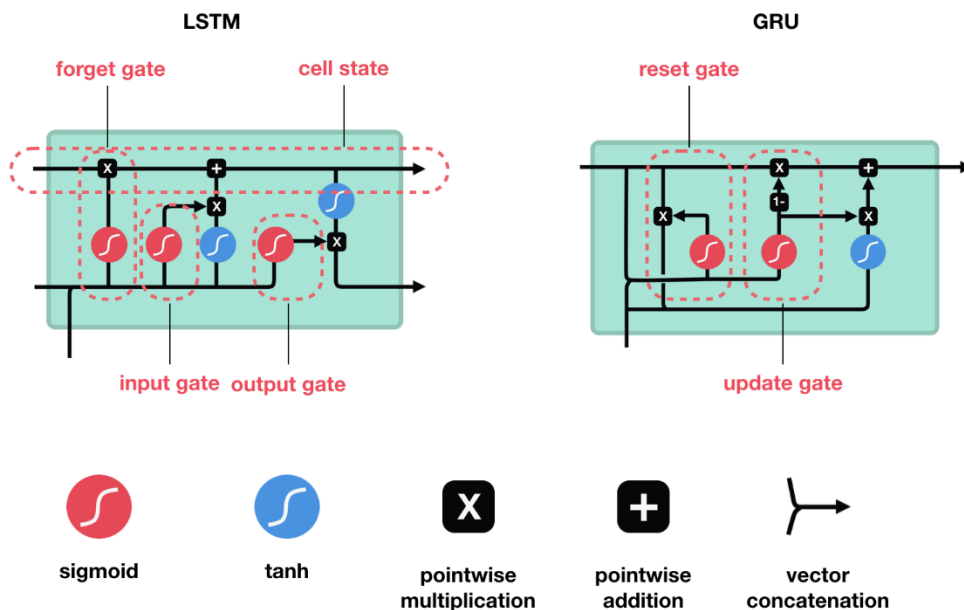 LSTM
GRU
forget gate
cell state
reset gate
X
+
X
+
X
1-
X
X
X
input gate
output gate
update gate
X
+
sigmoid
tanh
pointwise
multiplication
pointwise
addition
vector
concatenation